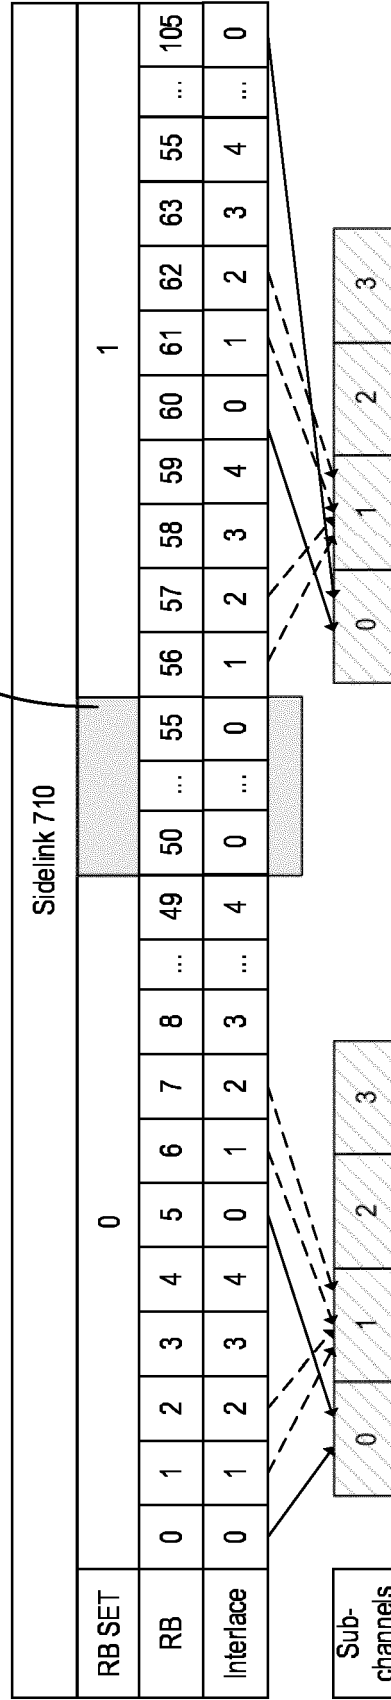 Sidelink 710
RB SET 0 1
RB 0 1 2 3 4 5 6 7 8 ... 49 50 ... 55 56 57 58 59 60 61 62 63 55 ... 105
Interlace 0 1 2 3 4 0 1 2 3 ... 4 0 ... 0 1 2 3 4 0 1 2 3 4 ... 0
Sub-
channels 0 1 2 3 0 1 2 3